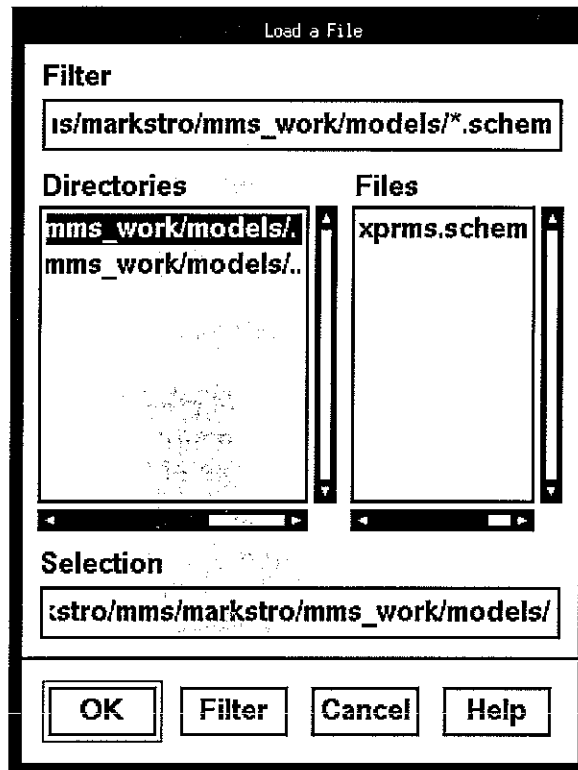 Load a File
Filter
ıs/markstro/mms_work/models/*.schem
Directories
Files
mms_work/models/.
xprms.schem
mms_work/models/..
Selection
kstro/mms/markstro/mms_work/models/
OK
Filter
Cancel
Help